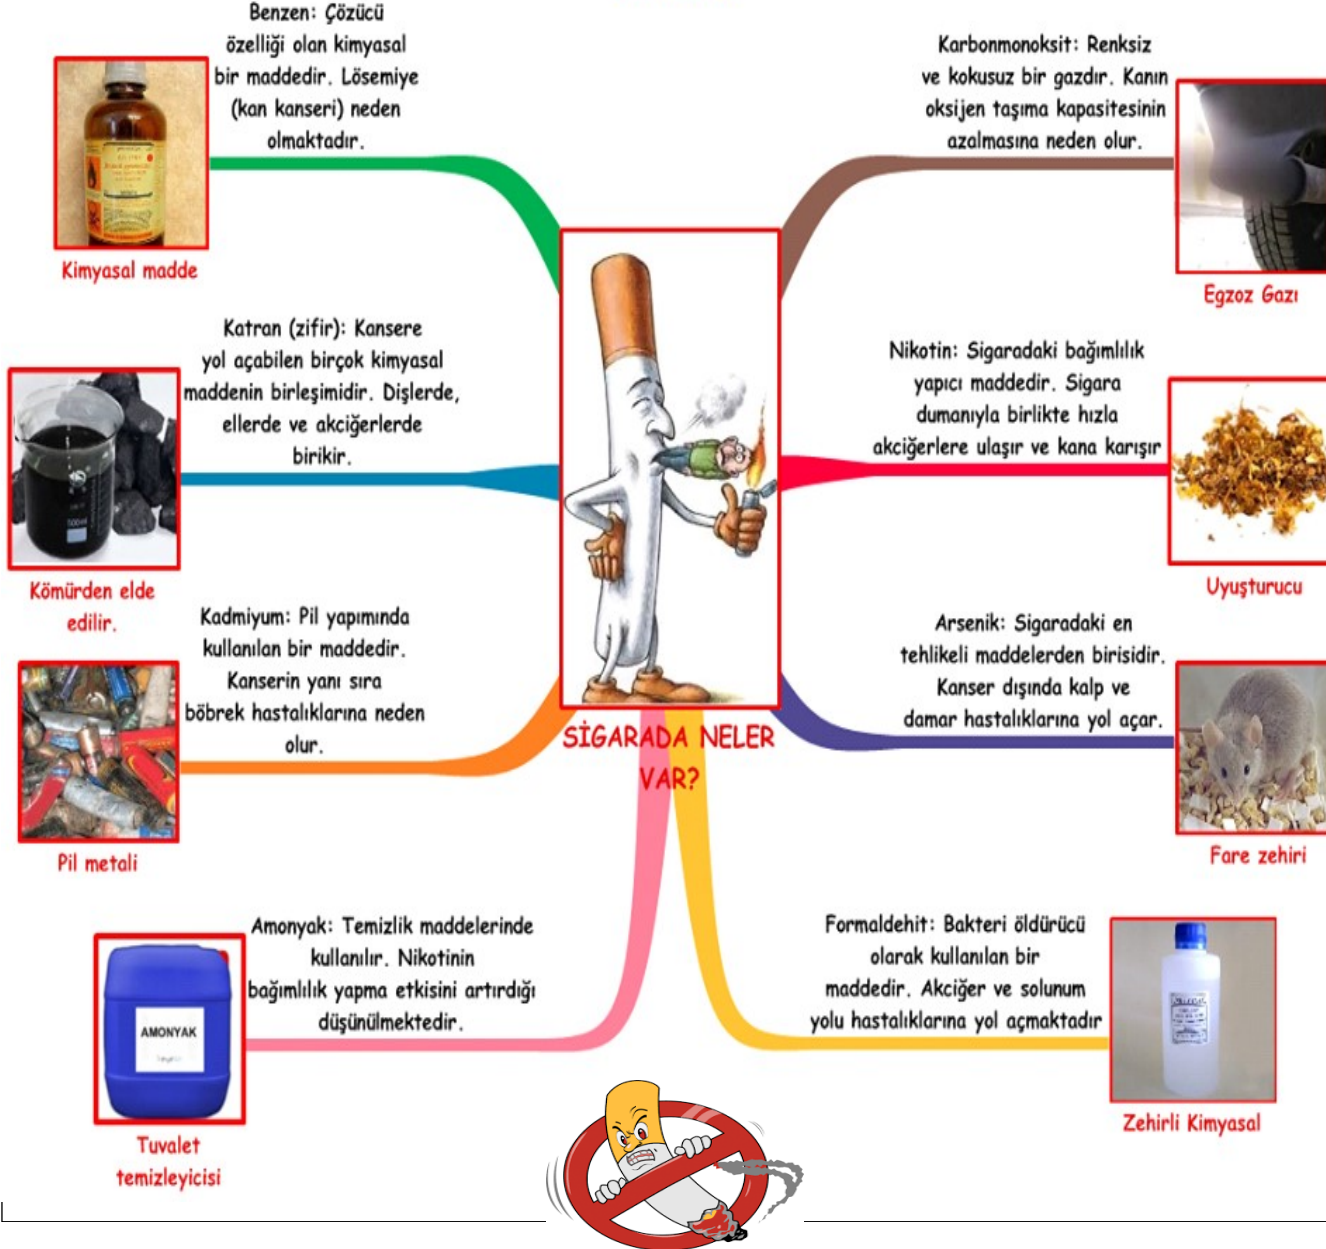 Benzen: Çözücü
özelliği olan kimyasal
bir maddedir. Lösemiye
(kan kanseri) neden
olmaktadır.
Kimyasal madde
Katran (zifir): Kansere
yol açabilen birçok kimyasal
maddenin birleşimidir. Dişlerde,
ellerde ve akciğerlerde
birikir.
Kömürden elde
edilir.
Kadmiyum: Pil yapımında
kullanılan bir maddedir.
Kanserin yanı sıra
böbrek hastalıklarına neden
olur.
Pil metali
Amonyak: Temizlik maddelerinde
kullanılır. Nikotinin
bağımlılık yapma etkisini artırdığı
düşünülmektedir.
AMONYAK
Tuvalet
temizleyicisi
SİGARADA NELER
VAR?
Karbonmonoksit: Renksiz
ve kokusuz bir gazdır. Kanın
oksijen taşıma kapasitesinin
azalmasına neden olur.
Egzoz Gazı
Nikotin: Sigaradaki bağımlılık
yapıcı maddedir. Sigara
dumanıyla birlikte hızla
akciğerlere ulaşır ve kana karışır
Uyuşturucu
Arsenik: Sigaradaki en
tehlikeli maddelerden birisidir.
Kanser dışında kalp ve
damar hastalıklarına yol açar.
Fare zehiri
Formaldehit: Bakteri öldürücü
olarak kullanılan bir
maddedir. Akciğer ve solunum
yolu hastalıklarına yol açmaktadır
Zehirli Kimyasal